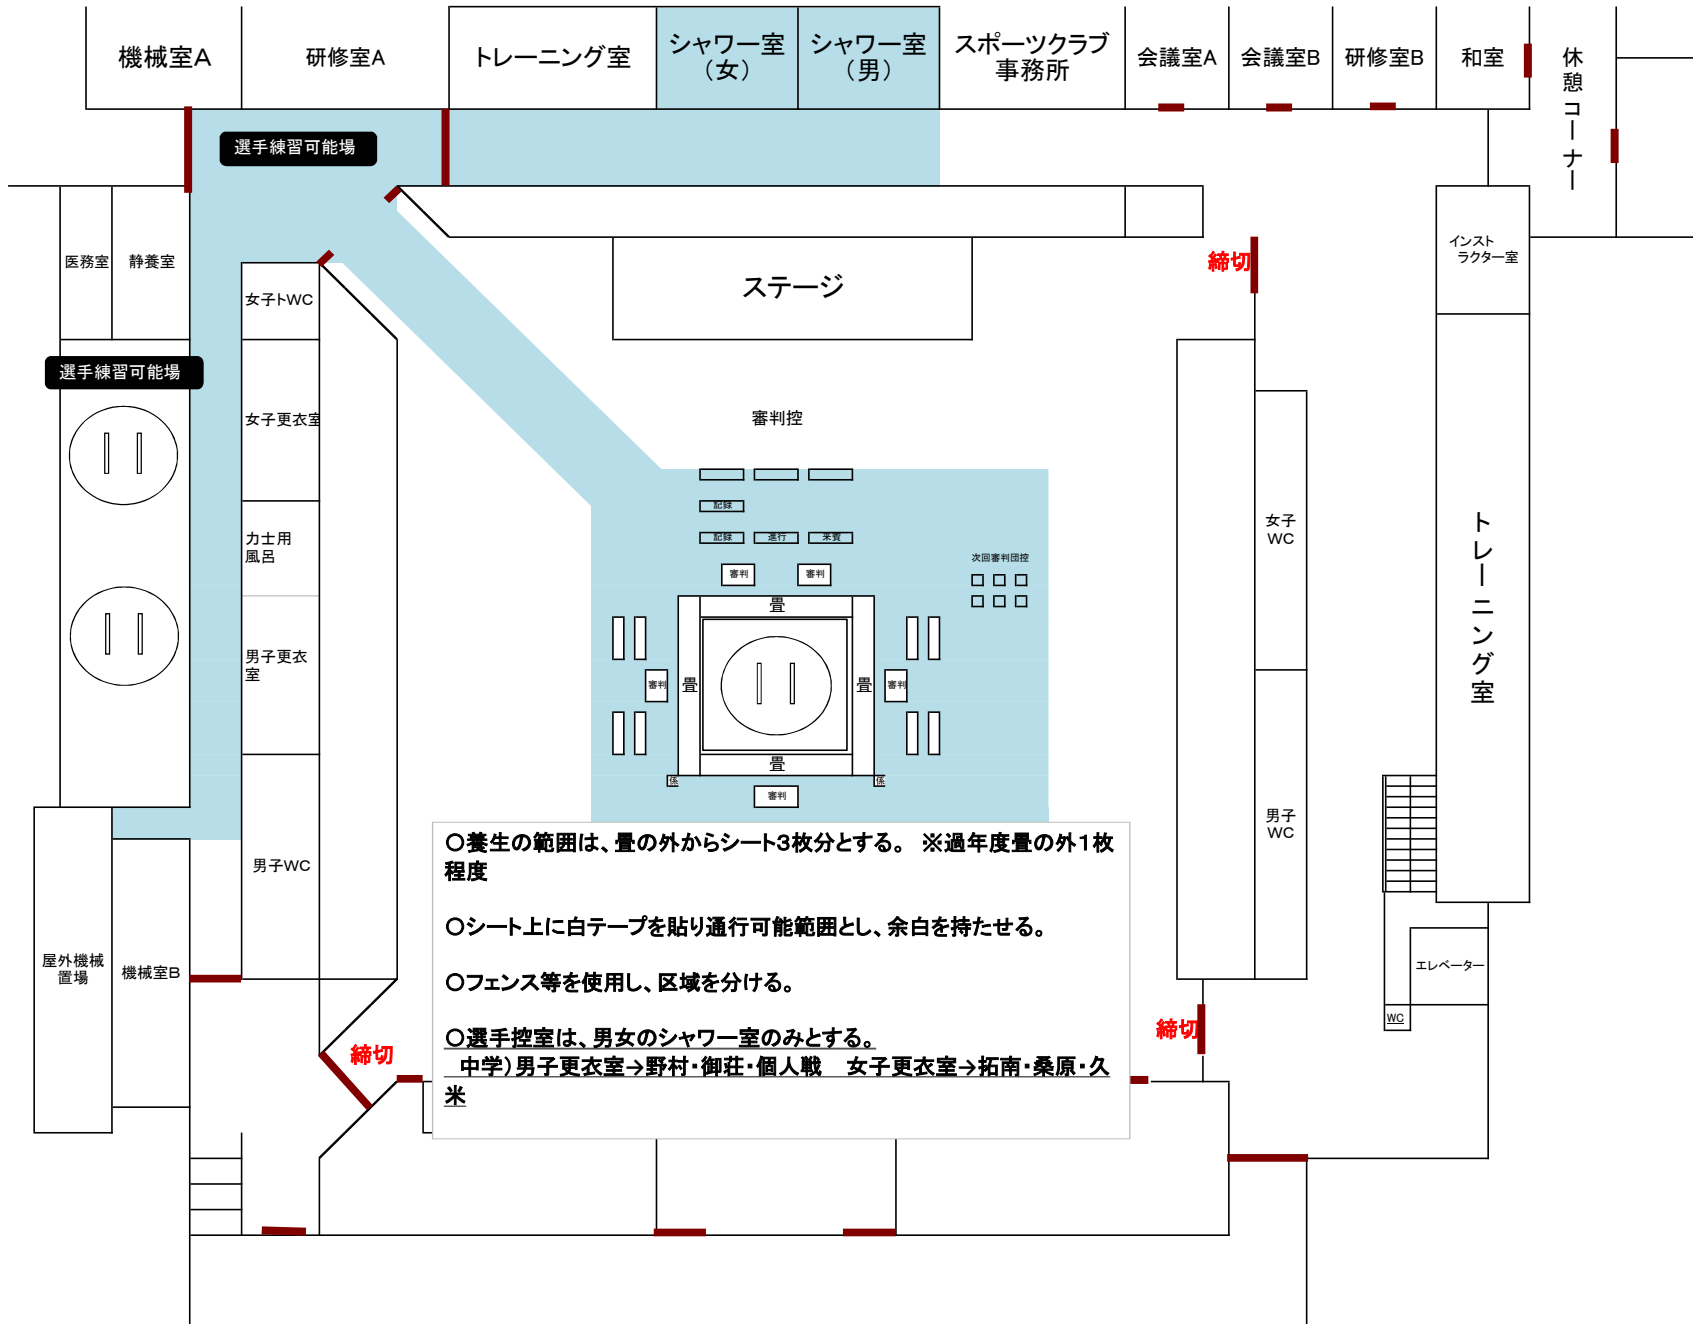 機械室A
研修室A
トレーニング室
シャワー室
（女）
シャワー室
（男）
スポーツクラブ
事務所
会議室A
会議室B
研修室B
和室
休憩コーナー
選手練習可能場
医務室
静養室
女子トWC
ステージ
締切
インスト
ラクター室
選手練習可能場
女子更衣室
審判控
記録
記録
進行
来賓
次回審判団控
審判
審判
畳
力士用
風呂
女子
WC
トレーニング室
男子更衣
室
審判
畳
畳
審判
畳
係
係
審判
男子
WC
男子WC
○養生の範囲は、畳の外からシート3枚分とする。 ※過年度畳の外1枚
程度
○シート上に白テープを貼り通行可能範囲とし、余白を持たせる。
○フェンス等を使用し、区域を分ける。
○選手控室は、男女のシャワー室のみとする。
中学)男子更衣室→野村・御荘・個人戦　女子更衣室→拓南・桑原・久
米
屋外機械
置場
機械室B
エレベーター
WC
締切
締切